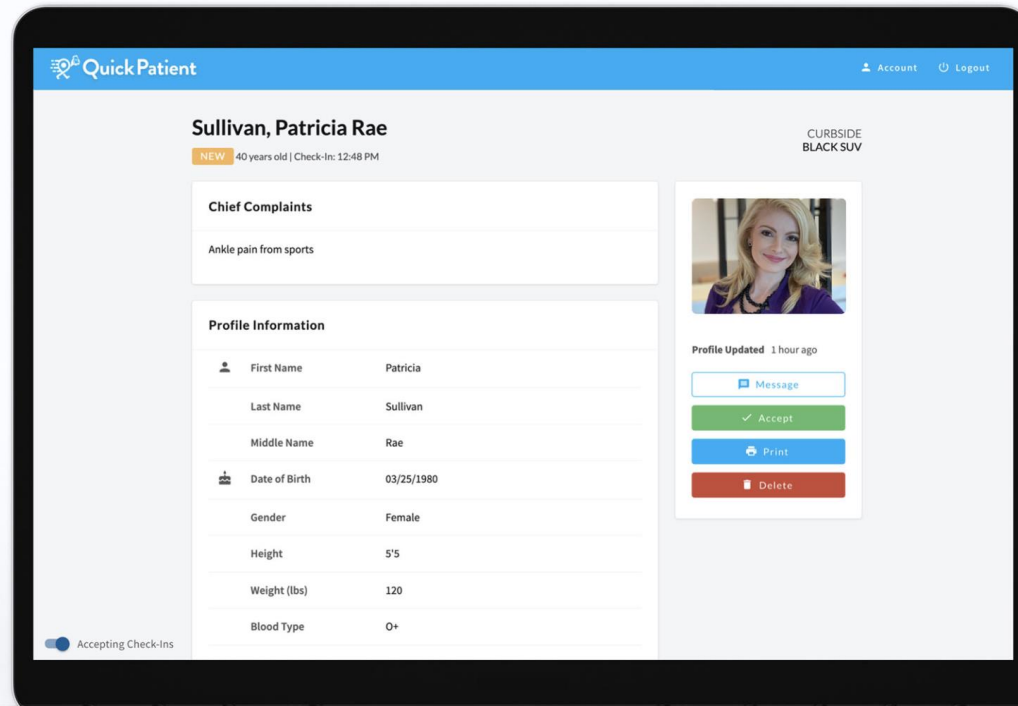 Quick Patient
Account
Logout
Sullivan, Patricia Rae
NEW 40 years old | Check-In: 12:48 PM
CURBSIDE
BLACK SUV
Chief Complaints
Ankle pain from sports
Profile Information
First Name Patricia
Last Name Sullivan
Middle Name Rae
Date of Birth 03/25/1980
Gender Female
Height 5'5
Weight (lbs) 120
Blood Type O+
Profile Updated 1 hour ago
Message
Accept
Print
Delete
Accepting Check-Ins